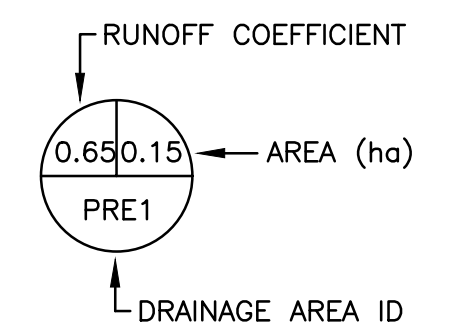 RUNOFF COEFFICIENT
0.65 0.15
AREA (ha)
PRE1
DRAINAGE AREA ID